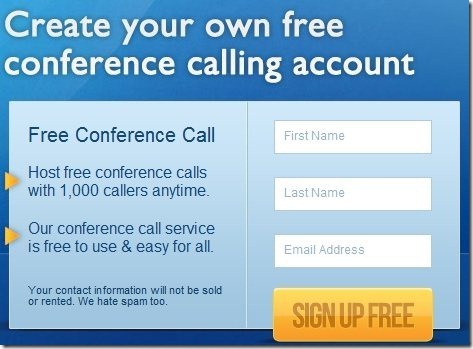 Create your own free
conference calling account
Free Conference Call
Host free conference calls
with 1,000 callers anytime.
Our conference call service
is free to use & easy for all.
Your contact information will not be sold
or rented. We hate spam too.
First Name
Last Name
Email Address
SIGN UP FREE